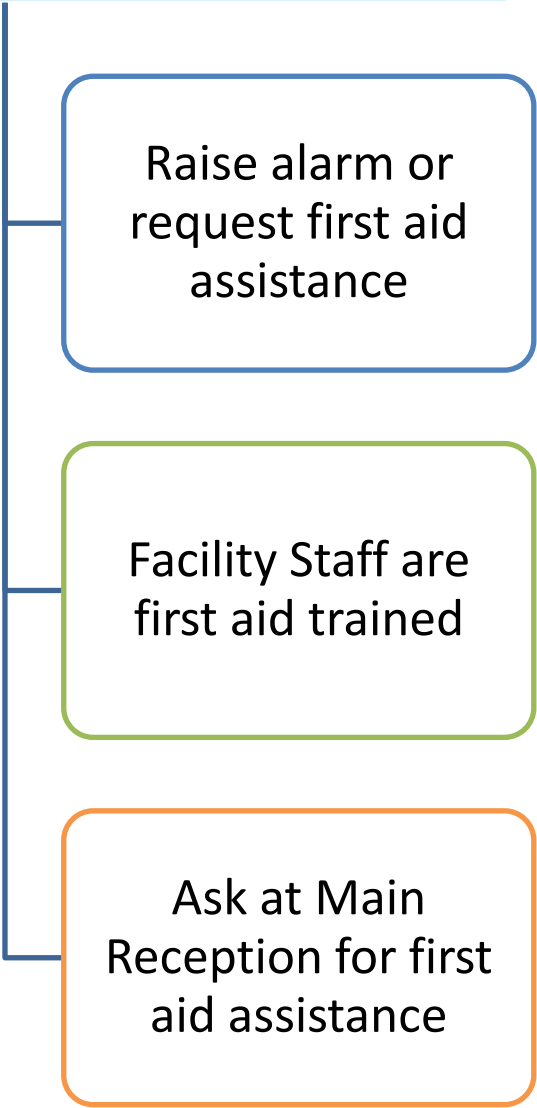 Raise alarm or
request first aid
assistance
Facility Staff are
first aid trained
Ask at Main
Reception for first
aid assistance